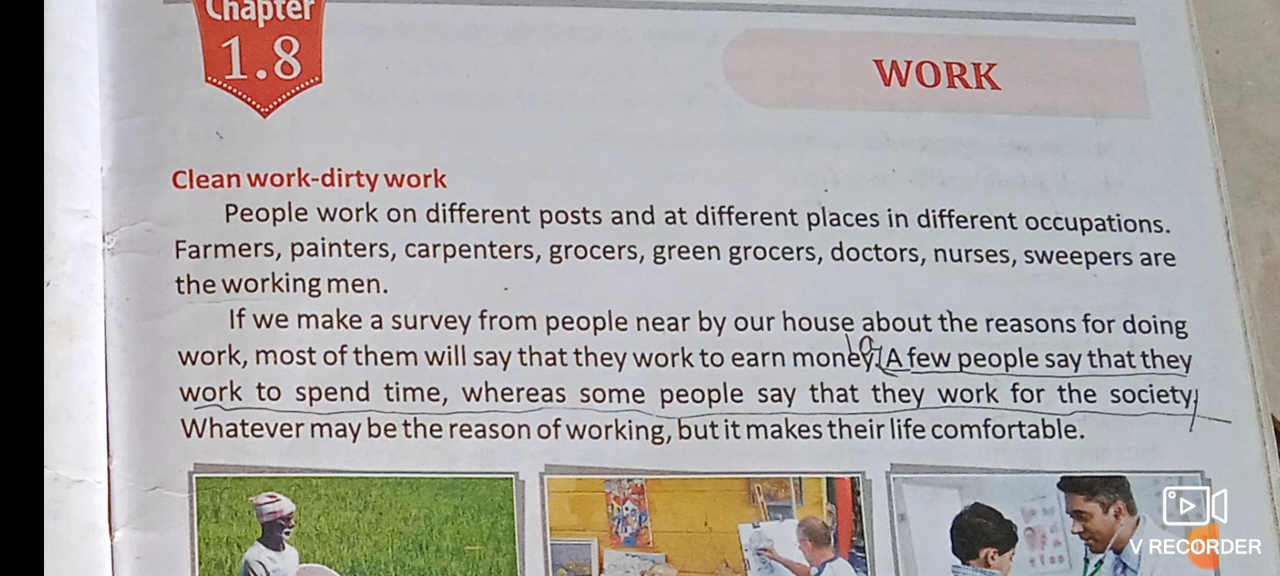 Chapter
1.8
WORK
Clean work-dirty work
People work on different posts and at different places in different occupations.
Farmers, painters, carpenters, grocers, green grocers, doctors, nurses, sweepers are
the working men.
If we make a survey from people near by our house about the reasons for doing
work, most of them will say that they work to earn money. A few people say that they
work to spend time, whereas some people say that they work for the society.
Whatever may be the reason of working, but it makes their life comfortable.
V RECORDER